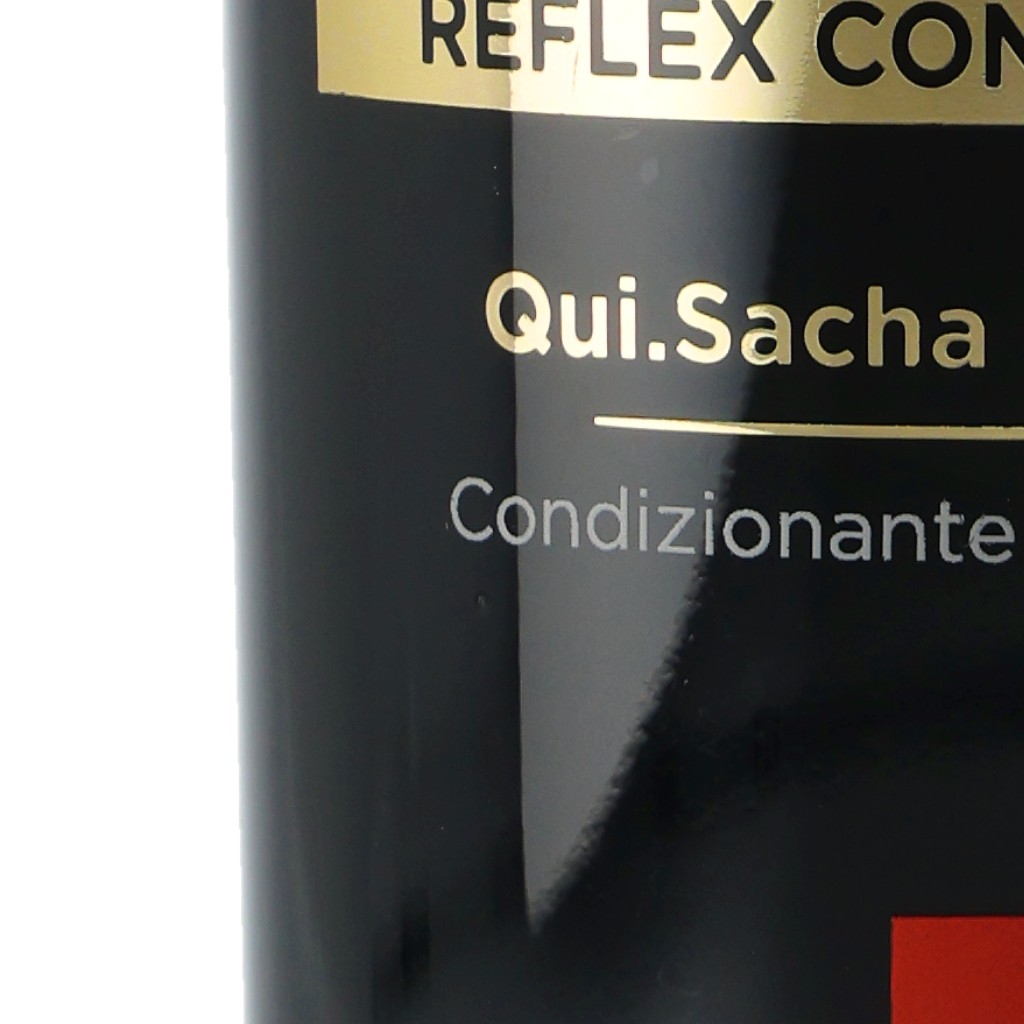 REFLEX CON
Qui.Sacha
Condizionante